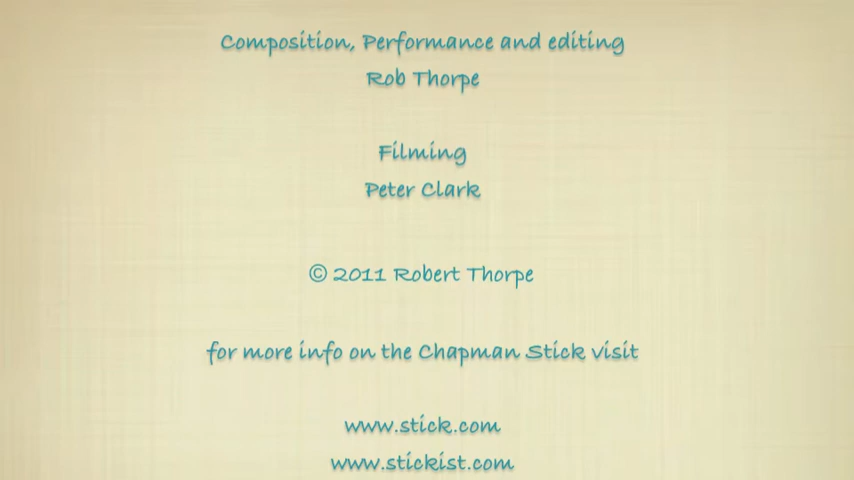 Composition, Performance and editing
Rob Thorpe
Filming
Peter Clark
© 2011 Robert Thorpe
for more info on the Chapman Stick visit
www.stick.com
www.stickist.com